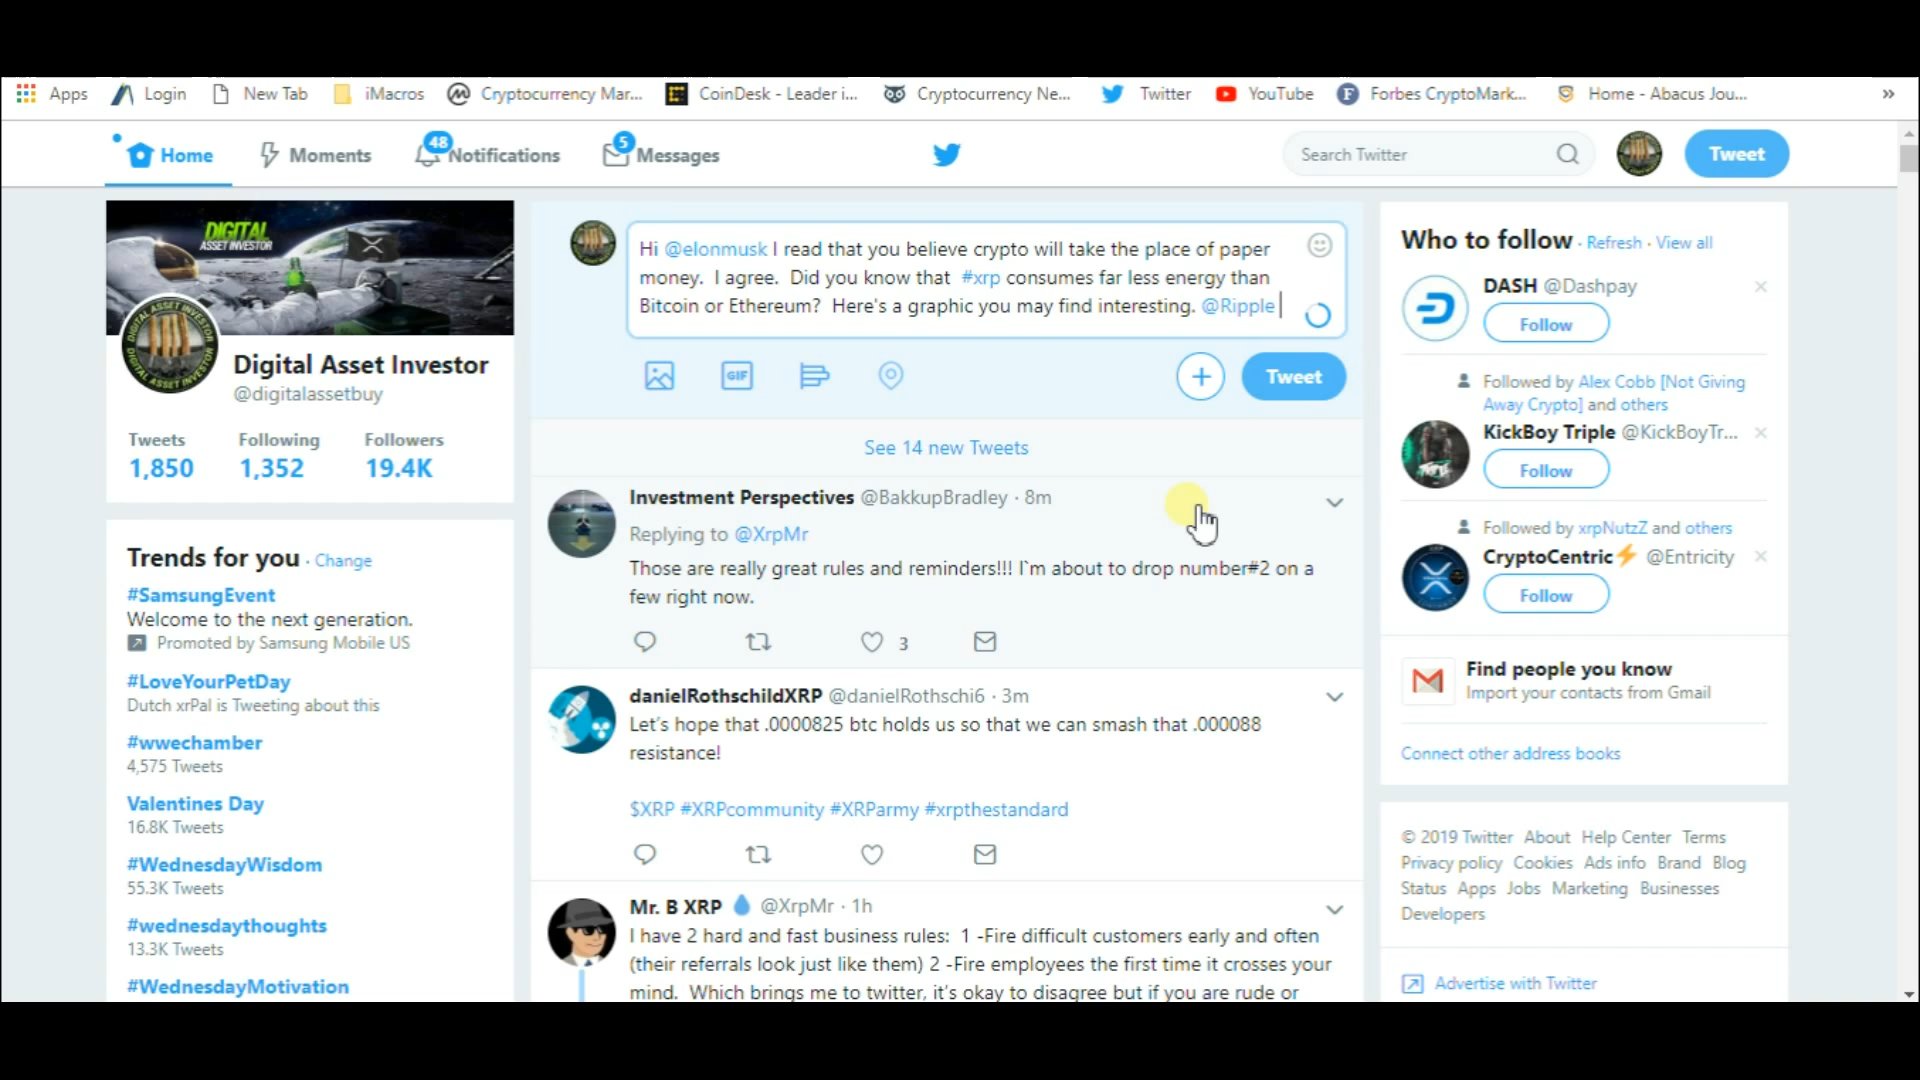 Apps Login New Tab iMacros Cryptocurrency Mar... CoinDesk - Leader i... Cryptocurrency Ne... Twitter YouTube Forbes CryptoMark... Home - Abacus Jou... »
Home Moments 48 Notifications 5 Messages Search Twitter Tweet
DIGITAL
ASSET INVESTOR
DIGITAL ASSET INVESTOR
Digital Asset Investor
@digitalassetbuy
Tweets Following Followers
1,850 1,352 19.4K
Trends for you · Change
#SamsungEvent
Welcome to the next generation.
Promoted by Samsung Mobile US
#LoveYourPetDay
Dutch xrPal is Tweeting about this
#wwechamber
4,575 Tweets
Valentines Day
16.8K Tweets
#WednesdayWisdom
55.3K Tweets
#wednesdaythoughts
13.3K Tweets
#WednesdayMotivation
Hi @elonmusk I read that you believe crypto will take the place of paper
money. I agree. Did you know that #xrp consumes far less energy than
Bitcoin or Ethereum? Here's a graphic you may find interesting. @Ripple
GIF
+ Tweet
See 14 new Tweets
Investment Perspectives @BakkupBradley · 8m
Replying to @XrpMr
Those are really great rules and reminders!!! I`m about to drop number#2 on a
few right now.
3
danielRothschildXRP @danielRothschi6 · 3m
Let's hope that .0000825 btc holds us so that we can smash that .000088
resistance!
$XRP #XRPcommunity #XRParmy #xrpthestandard
Mr. B XRP @XrpMr · 1h
I have 2 hard and fast business rules: 1 -Fire difficult customers early and often
(their referrals look just like them) 2 -Fire employees the first time it crosses your
mind. Which brings me to twitter, it's okay to disagree but if you are rude or
Who to follow · Refresh · View all
DASH @Dashpay
Follow
Followed by Alex Cobb [Not Giving
Away Crypto] and others
KickBoy Triple @KickBoyTr...
Follow
Followed by xrpNutzZ and others
CryptoCentric⚡ @Entricity
Follow
Find people you know
Import your contacts from Gmail
Connect other address books
© 2019 Twitter About Help Center Terms
Privacy policy Cookies Ads info Brand Blog
Status Apps Jobs Marketing Businesses
Developers
Advertise with Twitter